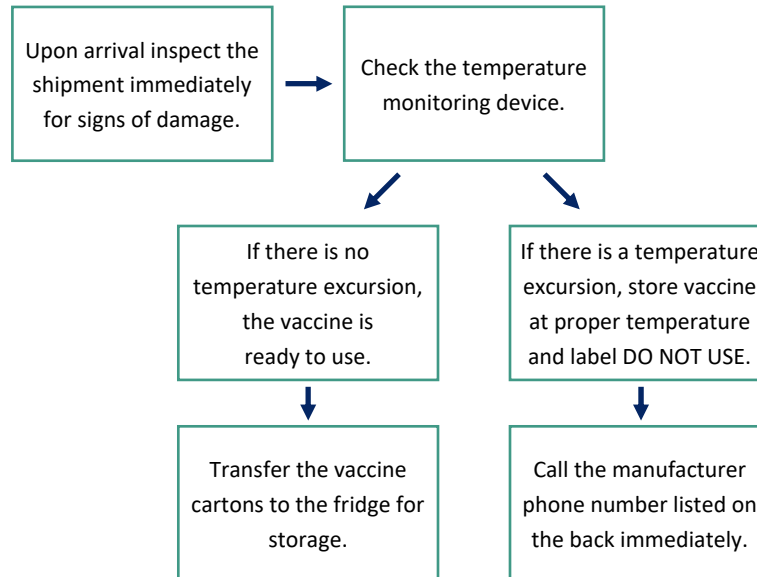 Upon arrival inspect the
shipment immediately
for signs of damage.
Check the temperature
monitoring device.
If there is no
temperature excursion,
the vaccine is
ready to use.
If there is a temperature
excursion, store vaccine
at proper temperature
and label DO NOT USE.
Transfer the vaccine
cartons to the fridge for
storage.
Call the manufacturer
phone number listed on
the back immediately.